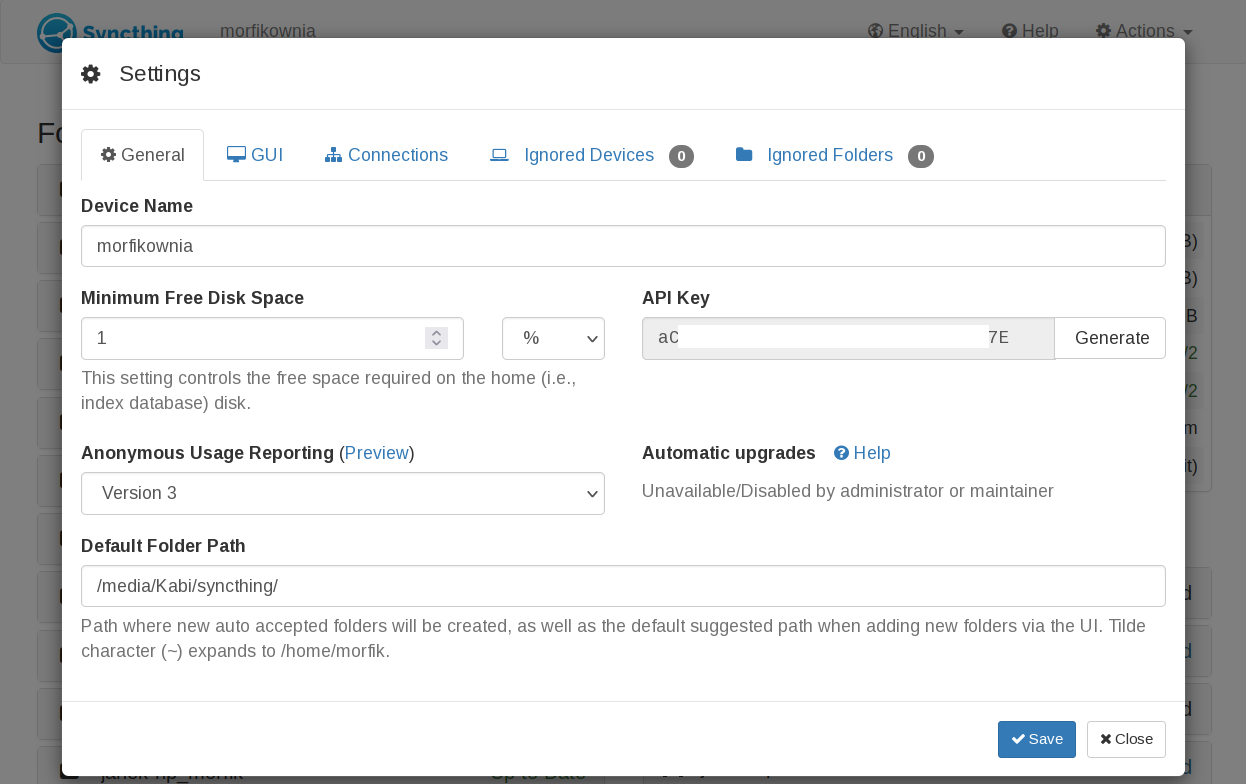 Syncthing morfikownia English Help Actions
Settings
General GUI Connections Ignored Devices 0 Ignored Folders 0
Device Name
morfikownia
Minimum Free Disk Space API Key
1 % aC 7E Generate
This setting controls the free space required on the home (i.e.,
index database) disk.
Anonymous Usage Reporting (Preview) Automatic upgrades Help
Version 3 Unavailable/Disabled by administrator or maintainer
Default Folder Path
/media/Kabi/syncthing/
Path where new auto accepted folders will be created, as well as the default suggested path when adding new folders via the UI. Tilde
character (~) expands to /home/morfik.
Save Close